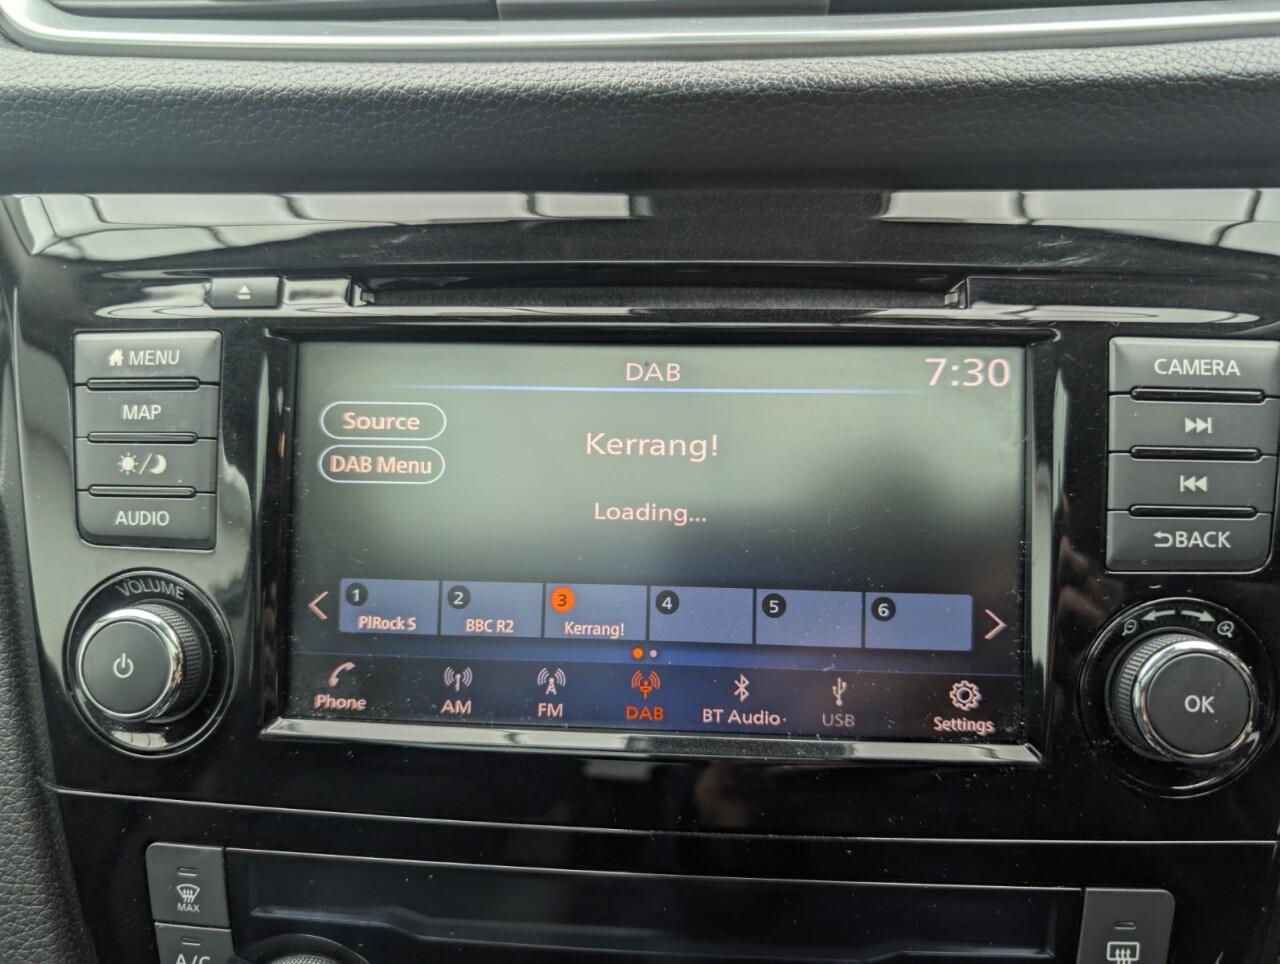 MENU
MAP
AUDIO
VOLUME
DAB
7:30
Source
DAB Menu
Kerrang!
Loading...
1
PlRock S
2
BBC R2
3
Kerrang!
4
5
6
Phone
AM
FM
DAB
BT Audio
USB
Settings
CAMERA
BACK
OK
MAX
A/C